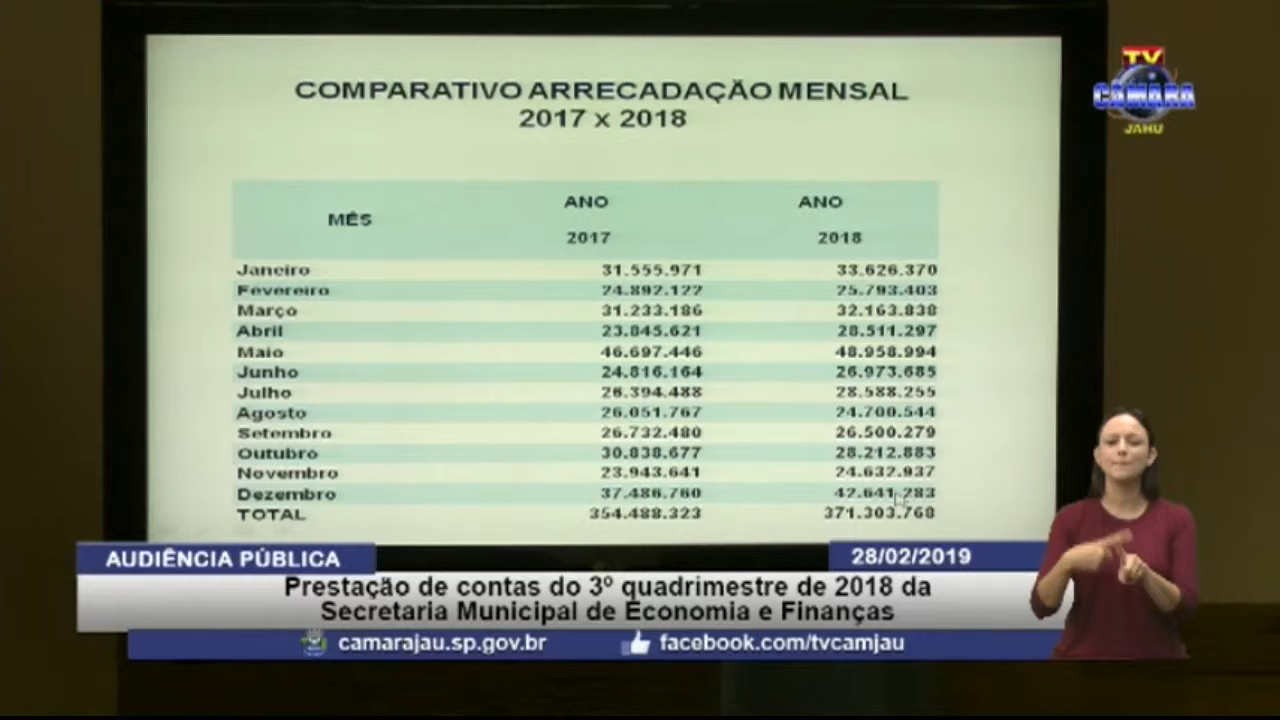 COMPARATIVO ARRECADAÇÃO MENSAL
2017 x 2018
MÊS ANO 2017 ANO 2018
Janeiro 31.555.971 33.626.370
Fevereiro 24.892.122 25.793.403
Março 31.233.186 32.163.838
Abril 23.845.621 28.511.297
Maio 46.697.446 48.958.994
Junho 24.816.164 26.973.685
Julho 26.394.488 28.588.255
Agosto 26.051.767 24.700.544
Setembro 26.732.480 26.500.279
Outubro 30.838.677 28.212.883
Novembro 23.943.641 24.632.937
Dezembro 37.486.760 42.641.283
TOTAL 354.488.323 371.303.768
TV
CÂMARA
JAHU
AUDIÊNCIA PÚBLICA
28/02/2019
Prestação de contas do 3º quadrimestre de 2018 da
Secretaria Municipal de Economia e Finanças
camarajau.sp.gov.br
facebook.com/tvcamjau